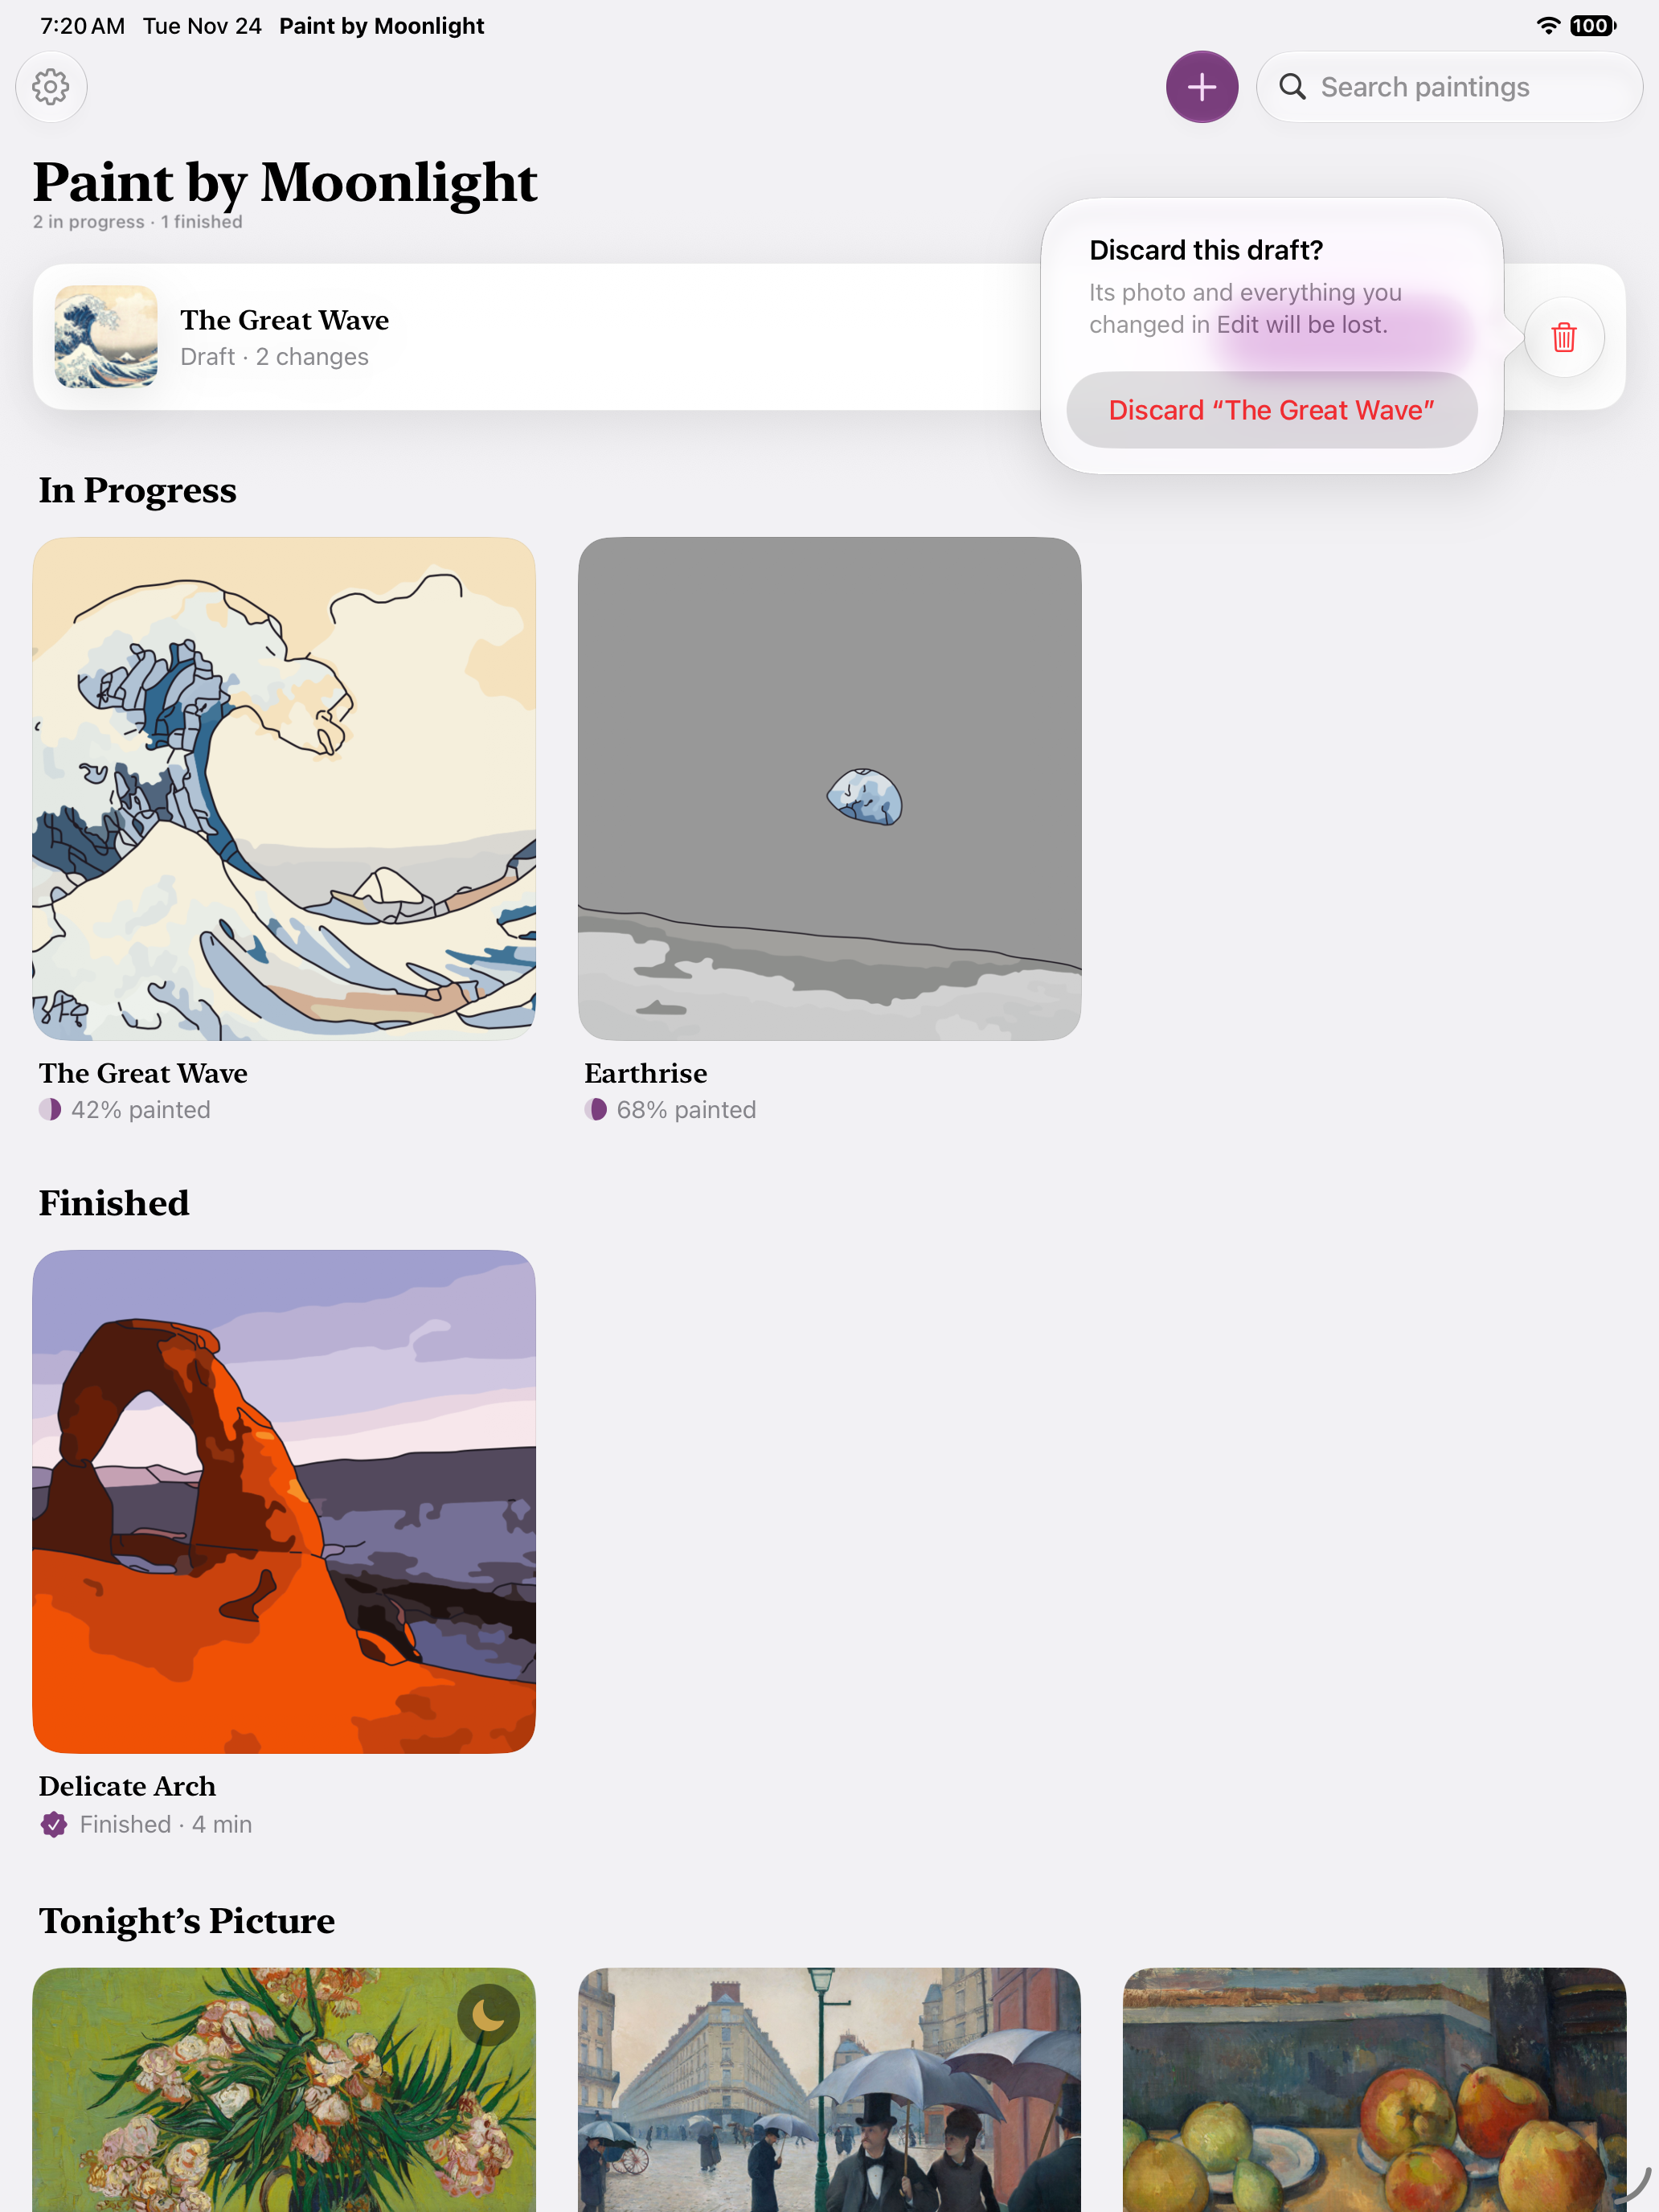 7:20 AM Tue Nov 24 Paint by Moonlight
100
Search paintings
Paint by Moonlight
2 in progress · 1 finished
Discard this draft?
Its photo and everything you
changed in Edit will be lost.
Discard “The Great Wave”
The Great Wave
Draft · 2 changes
In Progress
The Great Wave
42% painted
Earthrise
68% painted
Finished
Delicate Arch
Finished · 4 min
Tonight’s Picture